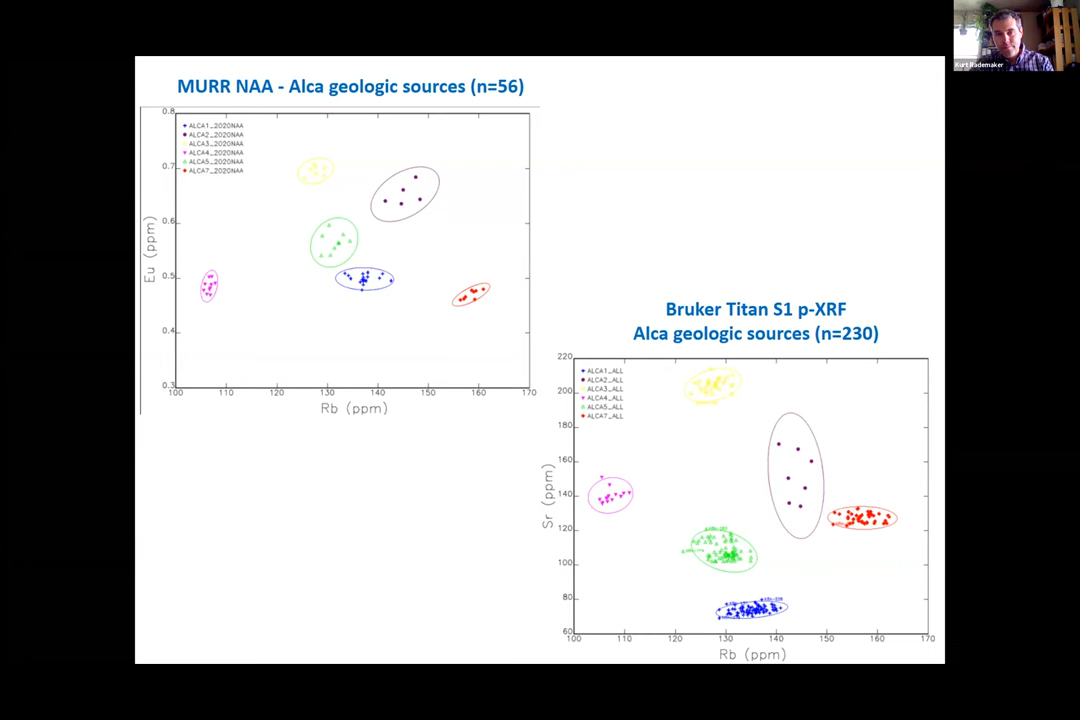 Kurt Rademaker
MURR NAA - Alca geologic sources (n=56)
0.8
0.7
0.6
0.5
0.4
0.3
Eu (ppm)
ALCA1_2020NAA
ALCA2_2020NAA
ALCA3_2020NAA
ALCA4_2020NAA
ALCA5_2020NAA
ALCA7_2020NAA
100 110 120 130 140 150 160 170
Rb (ppm)
Bruker Titan S1 p-XRF
Alca geologic sources (n=230)
220
200
180
160
140
120
100
80
60
Sr (ppm)
ALCA1_ALL
ALCA2_ALL
ALCA3_ALL
ALCA4_ALL
ALCA5_ALL
ALCA7_ALL
100 110 120 130 140 150 160 170
Rb (ppm)